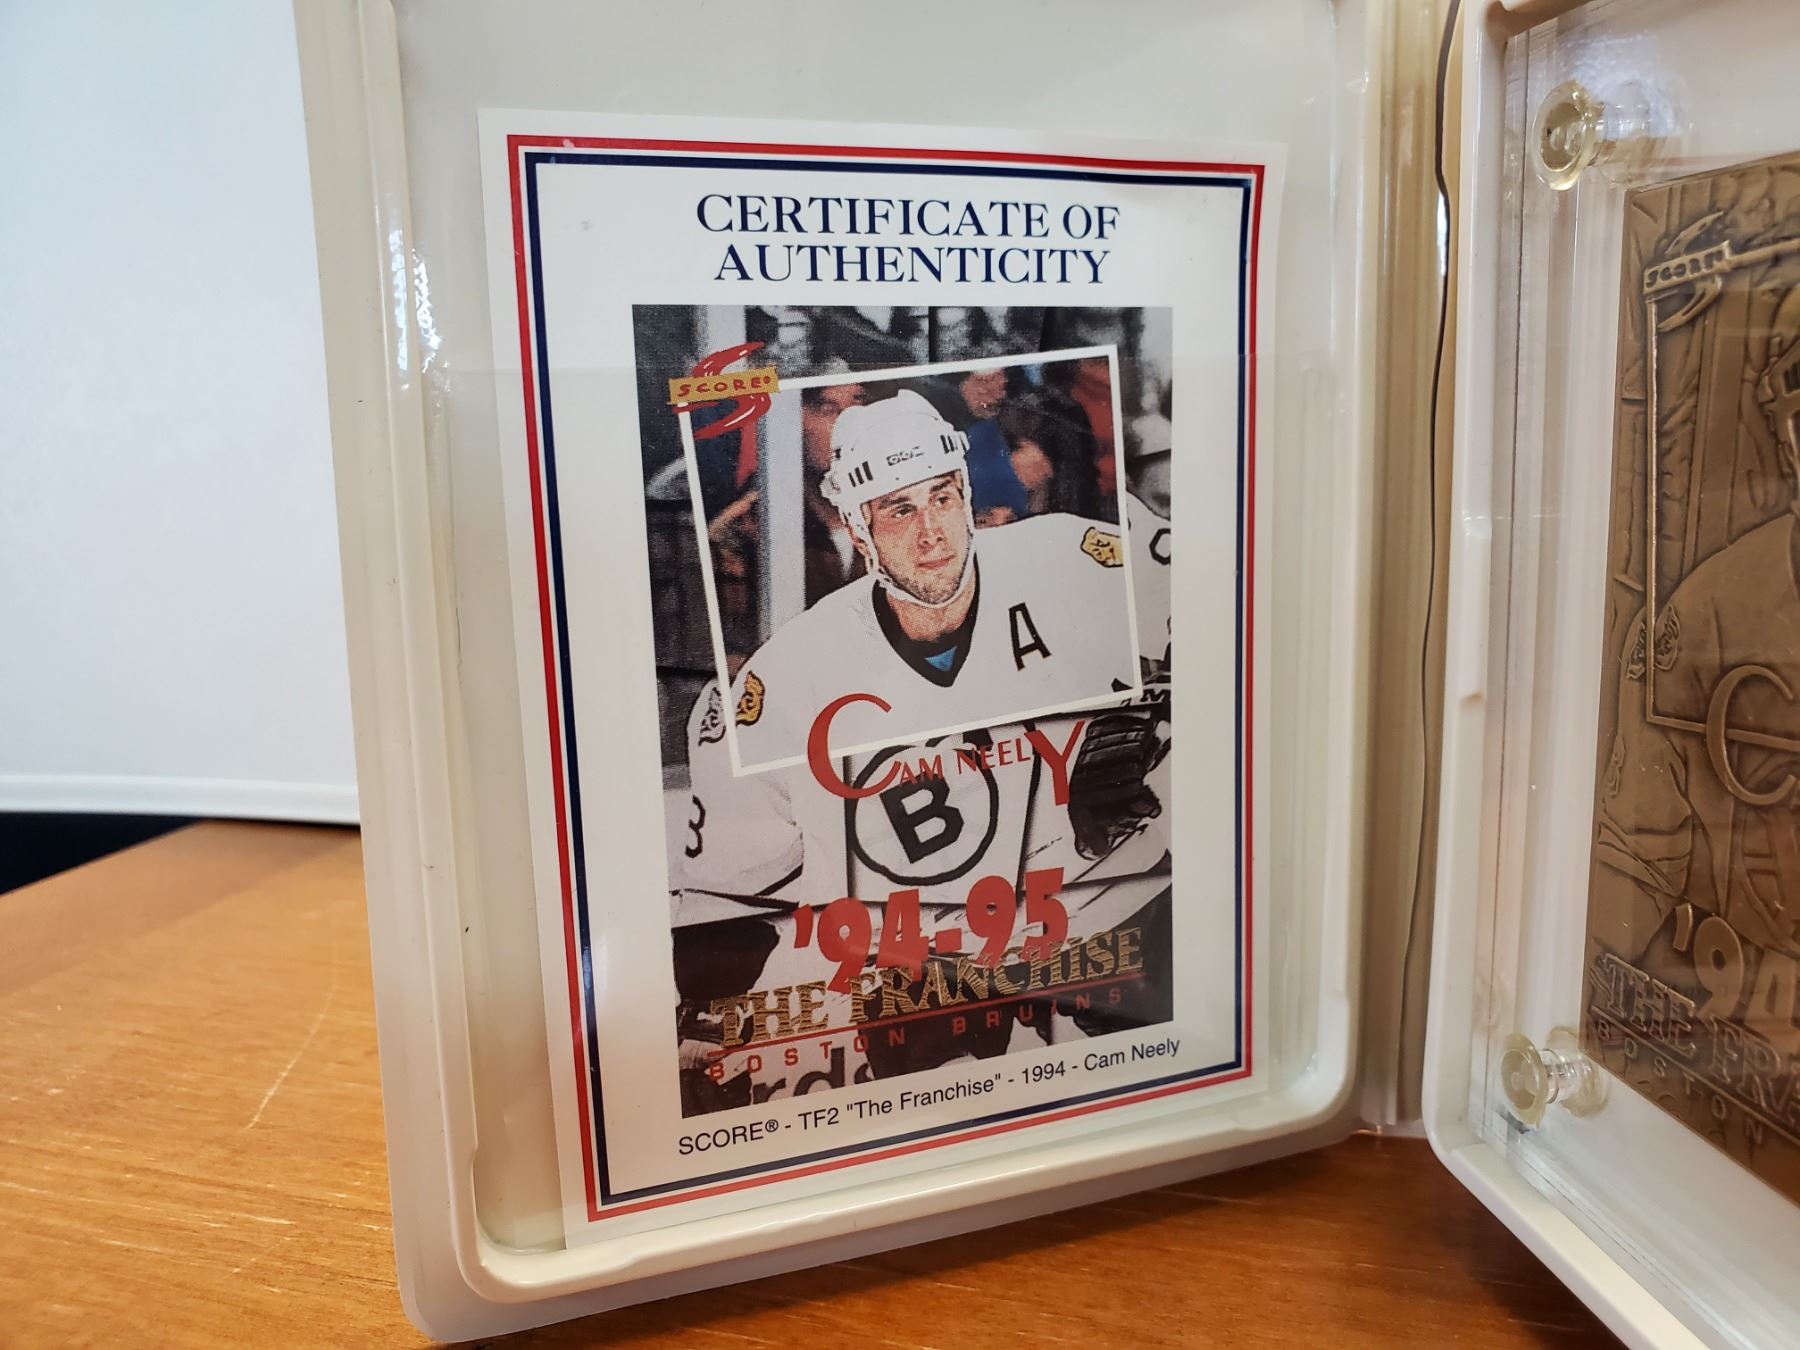 CERTIFICATE OF
AUTHENTICITY
SCORE®
CCM
A
CAM NEELY
B
'94-95
THE FRANCHISE
BOSTON BRUINS
SCORE® - TF2 "The Franchise" - 1994 - Cam Neely
SCORE
C
'94
THE FRA
BOSTON